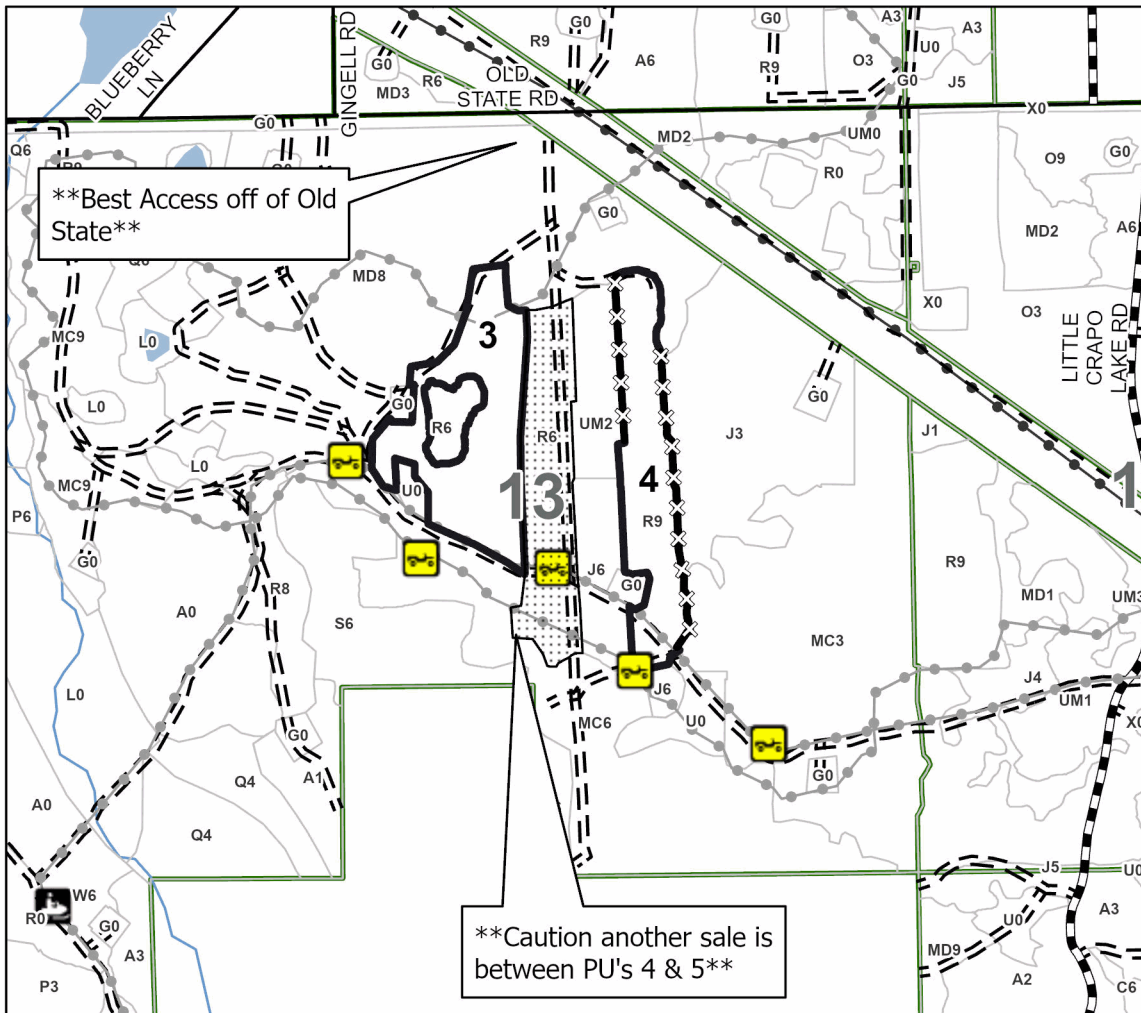 G0
R9
A6
G0
R9
O3
A3
U0
A3
G0
J5
G0
R6
MD3
BLUEBERRY
LN
GINGELL RD
OLD
STATE RD
X0
G0
MD2
UM0
Q6
R0
O9
G0
**Best Access off of Old
State**
G0
MD2
A6
MD8
X0
O3
MC9
L0
3
LITTLE
CRAPO
LAKE RD
G0
L0
R6
R6
UM2
J3
G0
J1
L0
MC9
U0
13
4
1
P6
R9
G0
J6
G0
R9
A0
R8
S6
MD1
UM3
MC3
L0
J6
J4
UM1
MC6
U0
X0
G0
A1
G0
Q4
A0
Q4
J5
U0
W6
R0
G0
A3
P3
**Caution another sale is
between PU's 4 & 5**
U0
A3
MD9
A2
C6